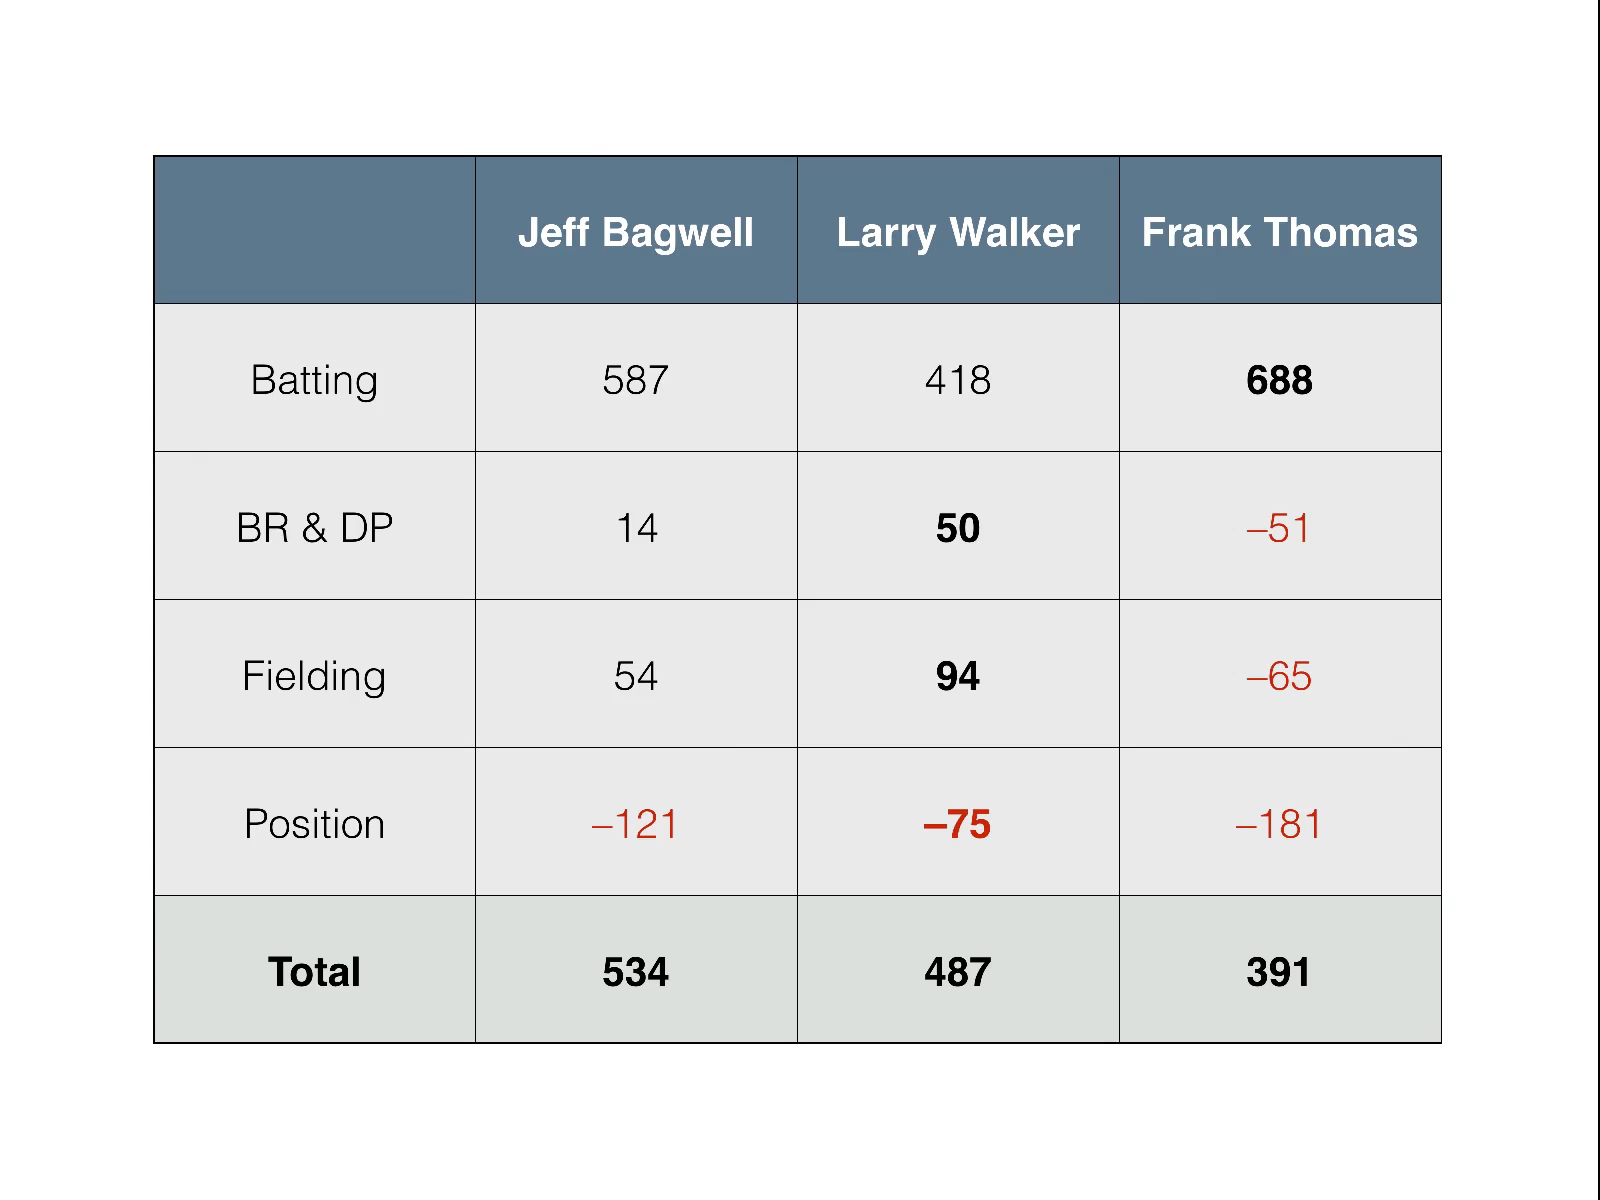 Jeff Bagwell Larry Walker Frank Thomas
Batting 587 418 688
BR & DP 14 50 –51
Fielding 54 94 –65
Position –121 –75 –181
Total 534 487 391